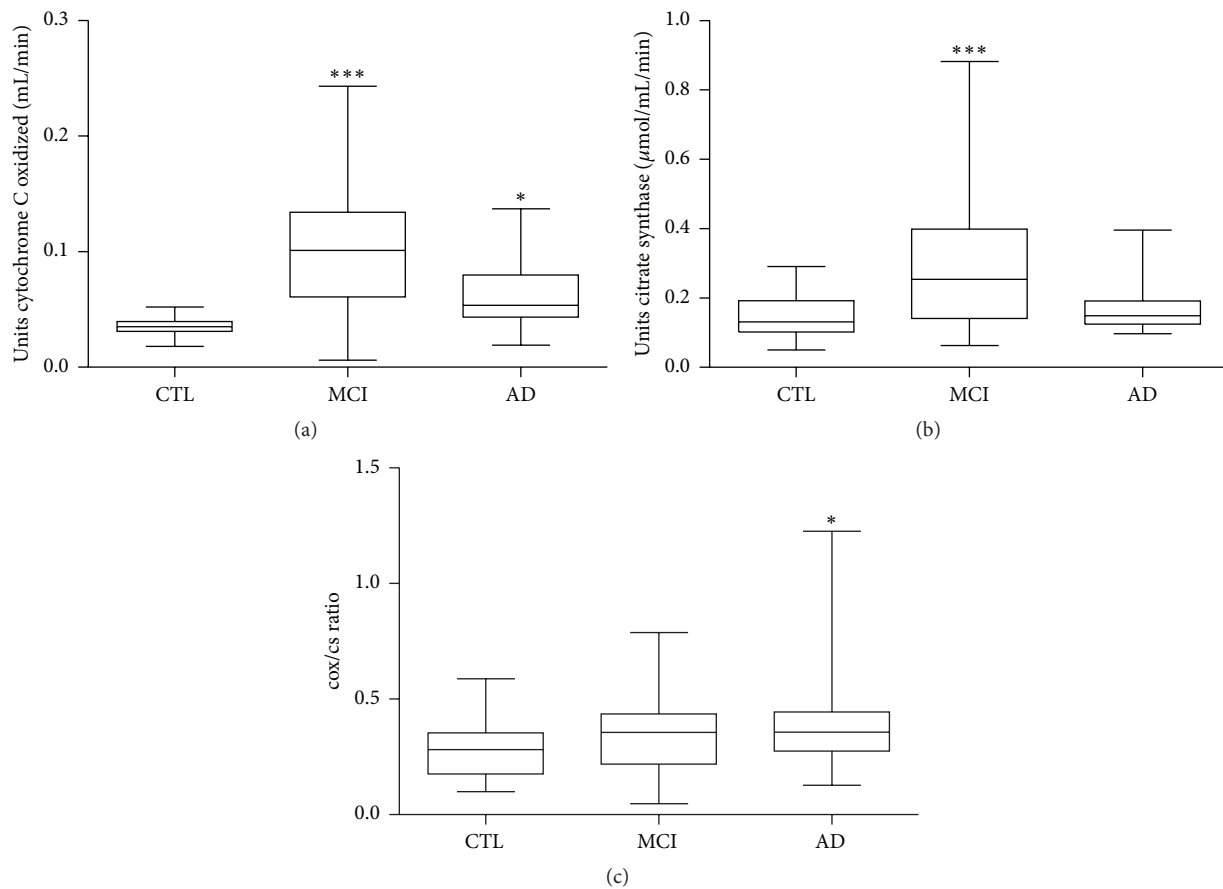 Units cytochrome C oxidized (mL/min)
0.3
0.2
0.1
0.0
***
*
CTL
MCI
AD
(a)
Units citrate synthase (μmol/mL/min)
1.0
0.8
0.6
0.4
0.2
0.0
***
CTL
MCI
AD
(b)
cox/cs ratio
1.5
1.0
0.5
0.0
*
CTL
MCI
AD
(c)